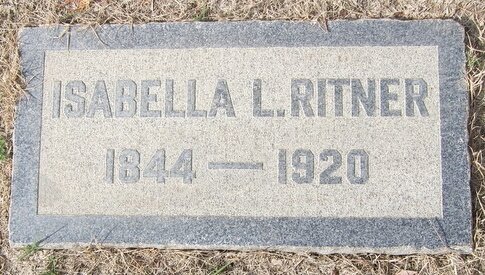 ISABELLA L. RITNER
1844 — 1920